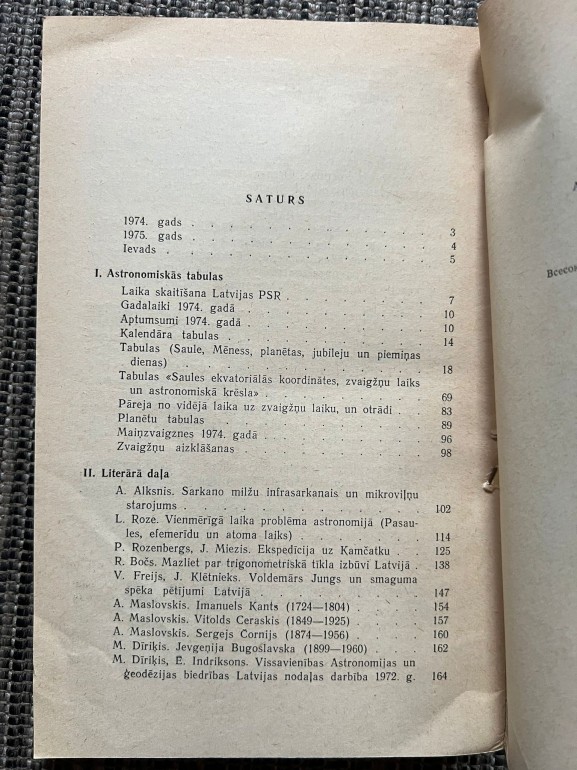 SATURS
1974. gads . . . . . . . . . . . . 3
1975. gads . . . . . . . . . . . . 4
Ievads . . . . . . . . . . . . 5
I. Astronomiskās tabulas
Laika skaitīšana Latvijas PSR . . . . . . . 7
Gadalaiki 1974. gadā . . . . . . . . 10
Aptumsumi 1974. gadā . . . . . . . . 10
Kalendāra tabulas . . . . . . . . . 14
Tabulas (Saule, Mēness, planētas, jubileju un piemiņas
dienas) . . . . . . . . . . . 18
Tabulas «Saules ekvatoriālās koordinātes, zvaigžņu laiks
un astronomiskā krēsla» . . . . . . . . 69
Pāreja no vidējā laika uz zvaigžņu laiku, un otrādi . . 83
Planētu tabulas . . . . . . . . . . 89
Maiņzvaigznes 1974. gadā . . . . . . . . 96
Zvaigžņu aizklāšanas . . . . . . . . . 98
II. Literārā daļa
A. Alksnis. Sarkano milžu infrasarkanais un mikroviļņu
starojums . . . . . . . . . . . 102
L. Roze. Vienmērīgā laika problēma astronomijā (Pasau-
les, efemerīdu un atoma laiks) . . . . . . . 114
P. Rozenbergs, J. Miezis. Ekspedīcija uz Kamčatku . . 125
R. Bočs. Mazliet par trigonometriskā tīkla izbūvi Latvijā . 138
V. Freijs, J. Klētnieks. Voldemārs Jungs un smaguma
spēka pētījumi Latvijā . . . . . . . . 147
A. Maslovskis. Imanuels Kants (1724—1804) . . . . 154
A. Maslovskis. Vitolds Ceraskis (1849—1925) . . . . 157
A. Maslovskis. Sergejs Cornijs (1874—1956) . . . . 160
M. Dīriķis. Jevgeņija Bugoslavska (1899—1960) . . . 162
M. Dīriķis, Ē. Indriksons. Vissavienības Astronomijas un
ģeodēzijas biedrības Latvijas nodaļas darbība 1972. g. 164